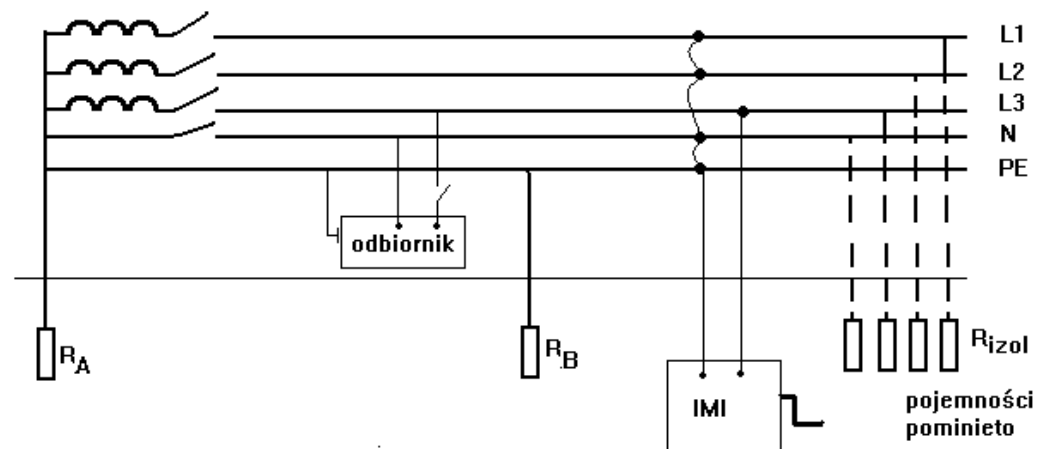 L1
L2
L3
N
PE
odbiornik
RA
RB
IMI
Rizol
pojemności
pominieto